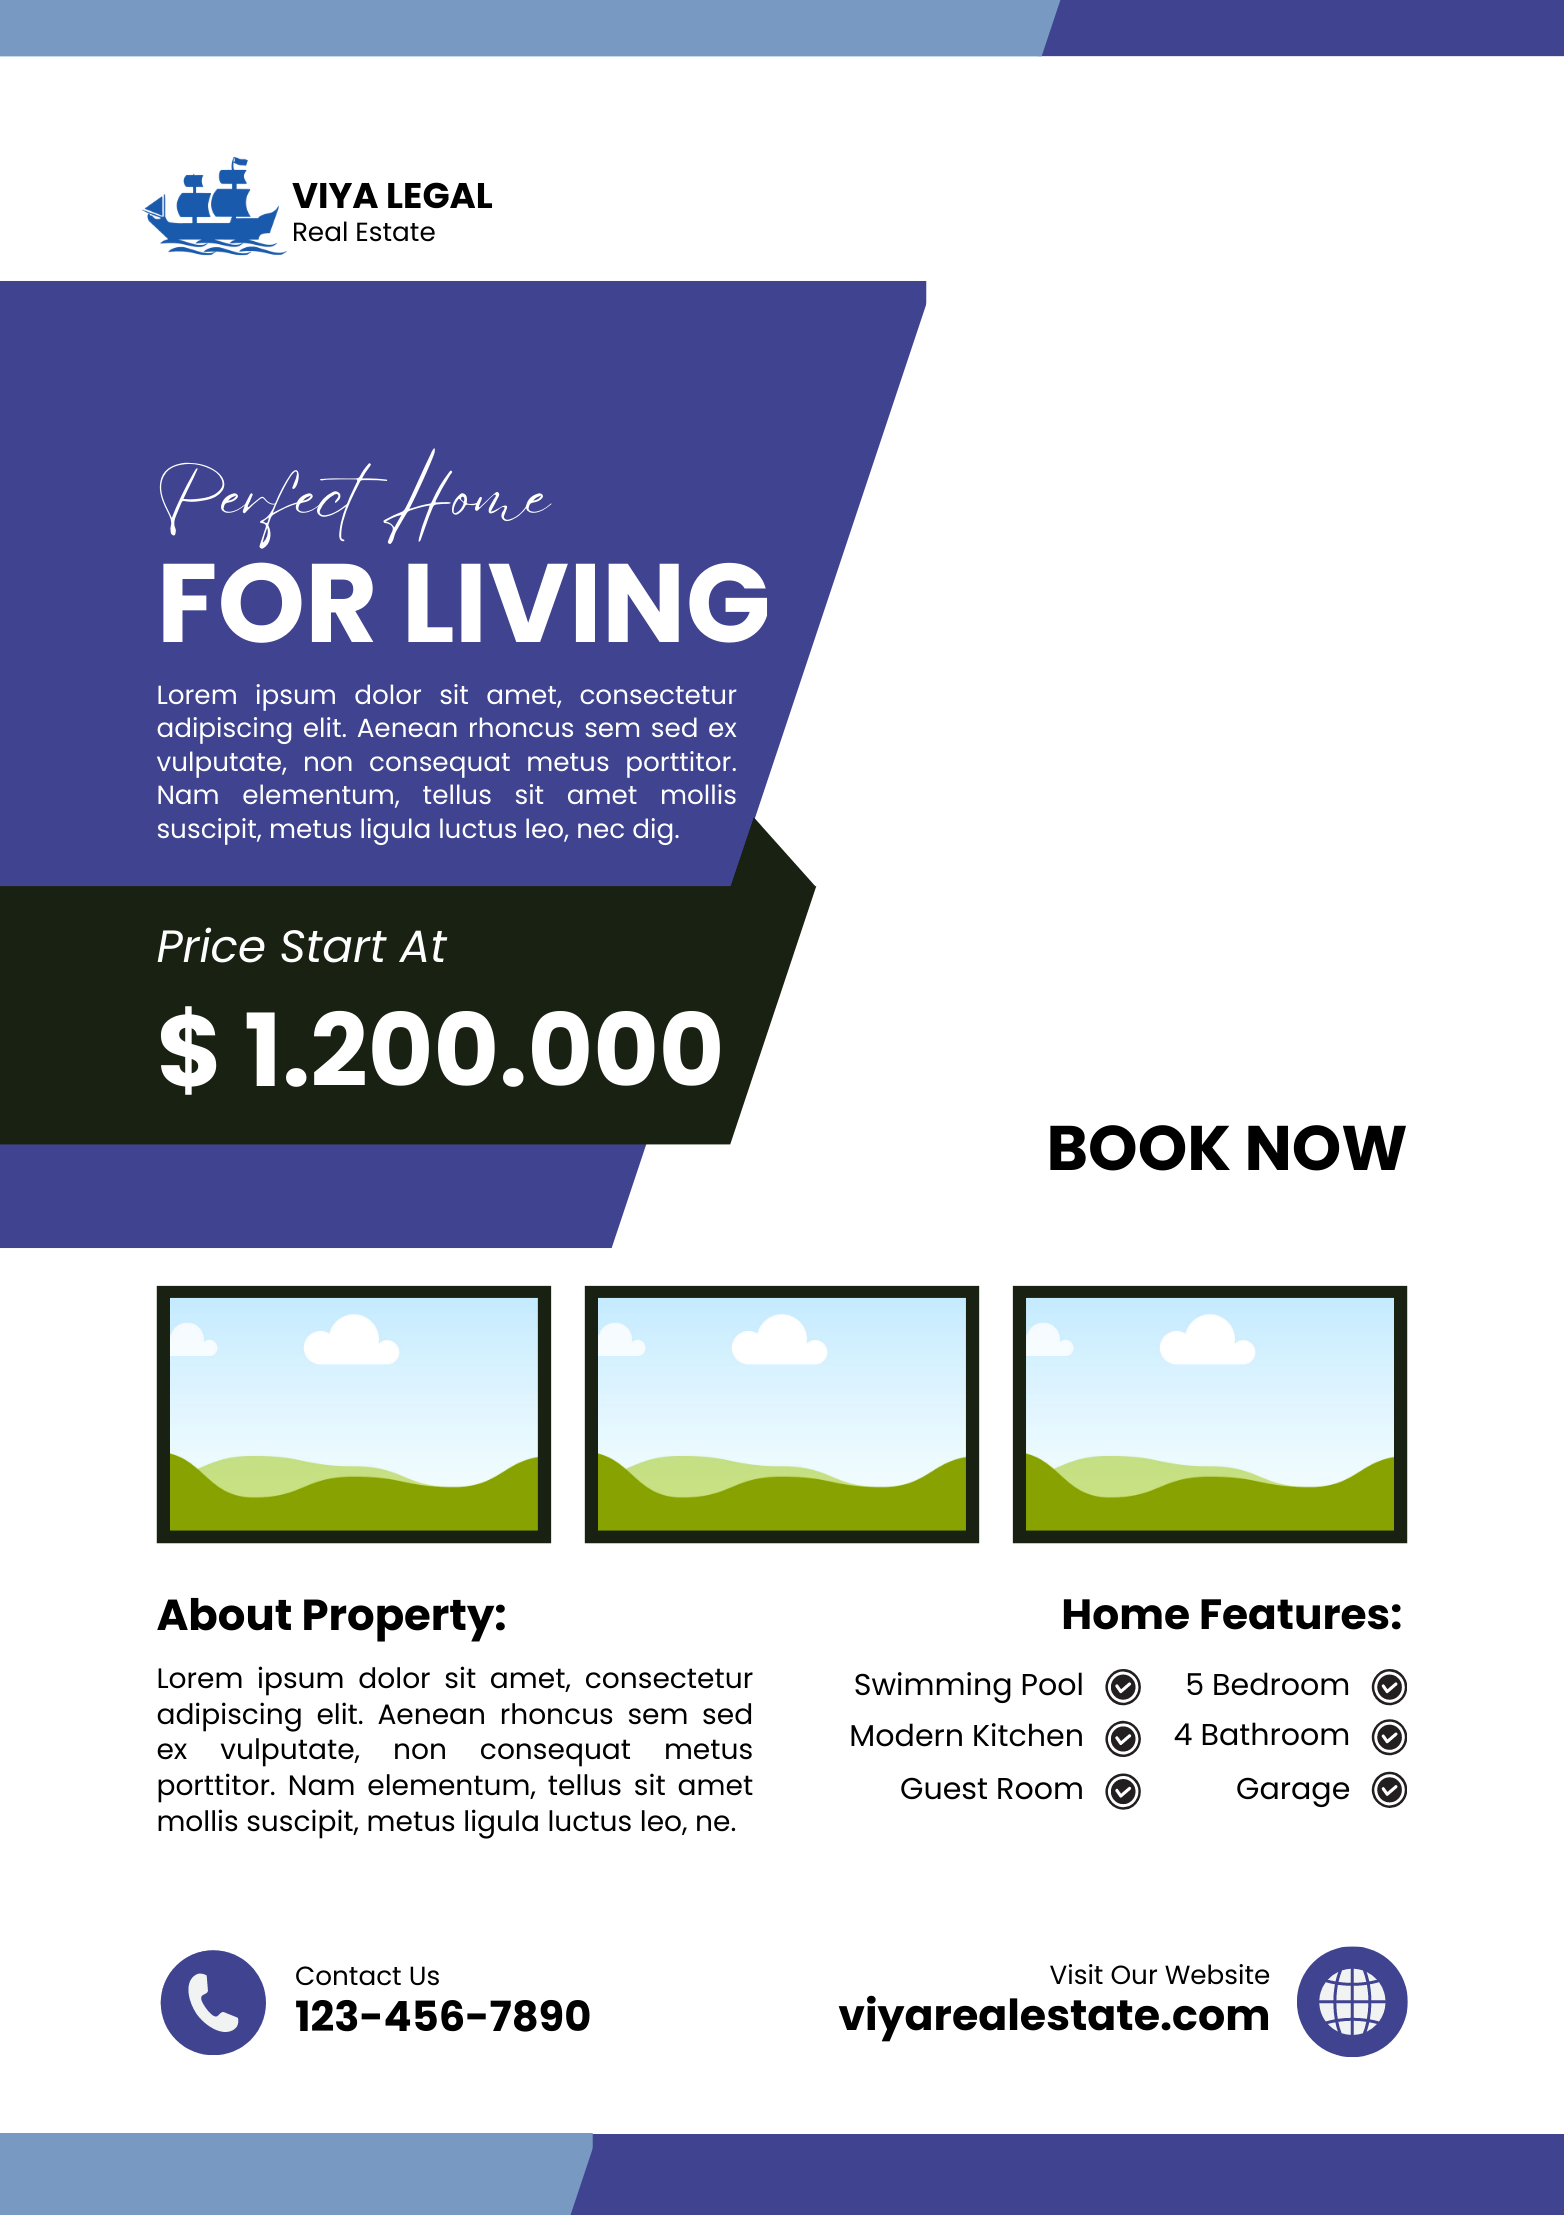 VIYA LEGAL
Real Estate
Perfect Home
FOR LIVING
Lorem ipsum dolor sit amet, consectetur
adipiscing elit. Aenean rhoncus sem sed ex
vulputate, non consequat metus porttitor.
Nam elementum, tellus sit amet mollis
suscipit, metus ligula luctus leo, nec dig.
Price Start At
$ 1.200.000
BOOK NOW
About Property:
Lorem ipsum dolor sit amet, consectetur
adipiscing elit. Aenean rhoncus sem sed
ex vulputate, non consequat metus
porttitor. Nam elementum, tellus sit amet
mollis suscipit, metus ligula luctus leo, ne.
Home Features:
Swimming Pool
5 Bedroom
Modern Kitchen
4 Bathroom
Guest Room
Garage
Contact Us
123-456-7890
Visit Our Website
viyarealestate.com